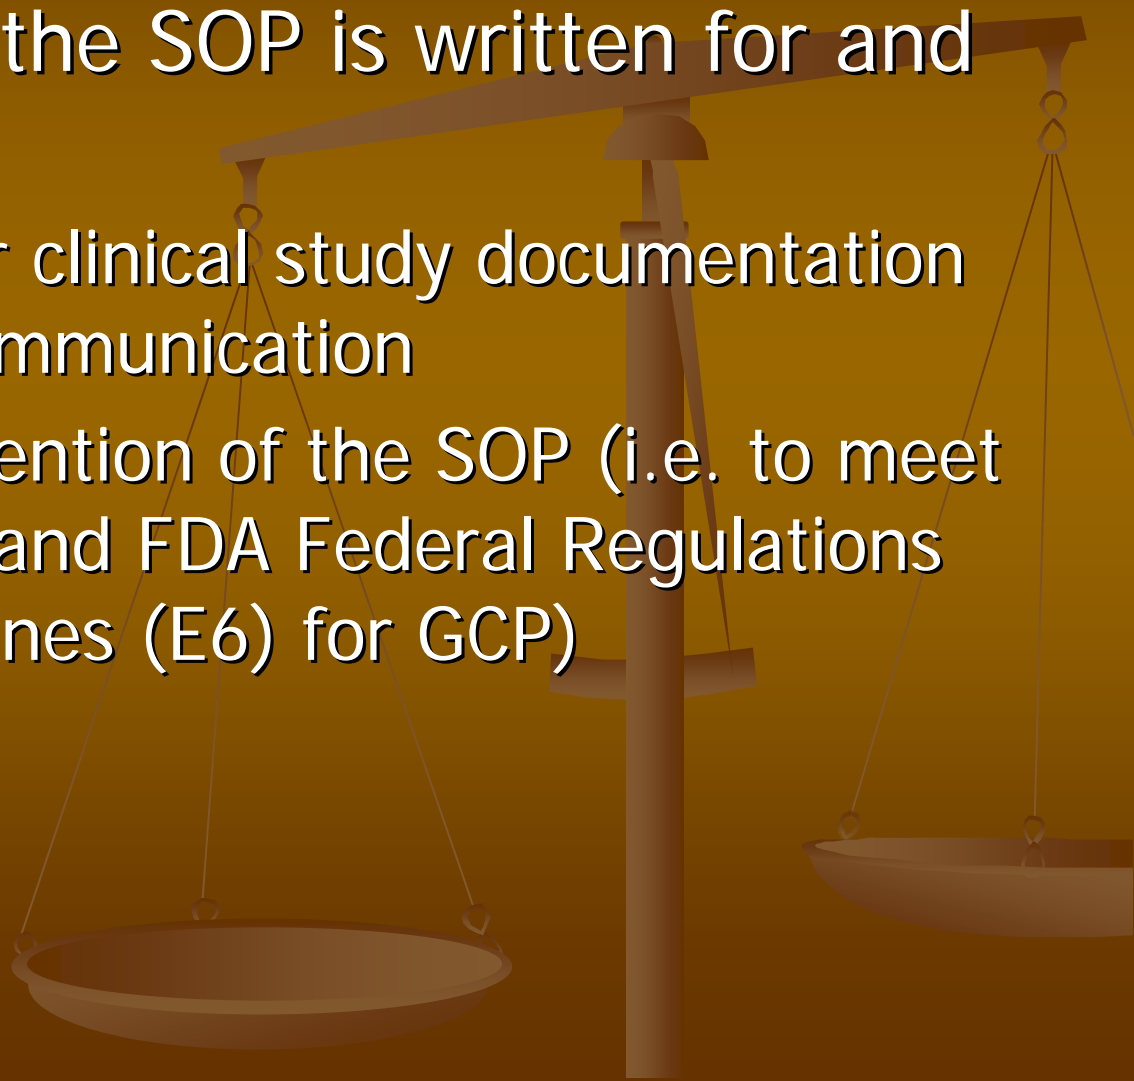 the SOP is written for and
clinical study documentation
mmunication
ention of the SOP (i.e. to meet
and FDA Federal Regulations
nes (E6) for GCP)